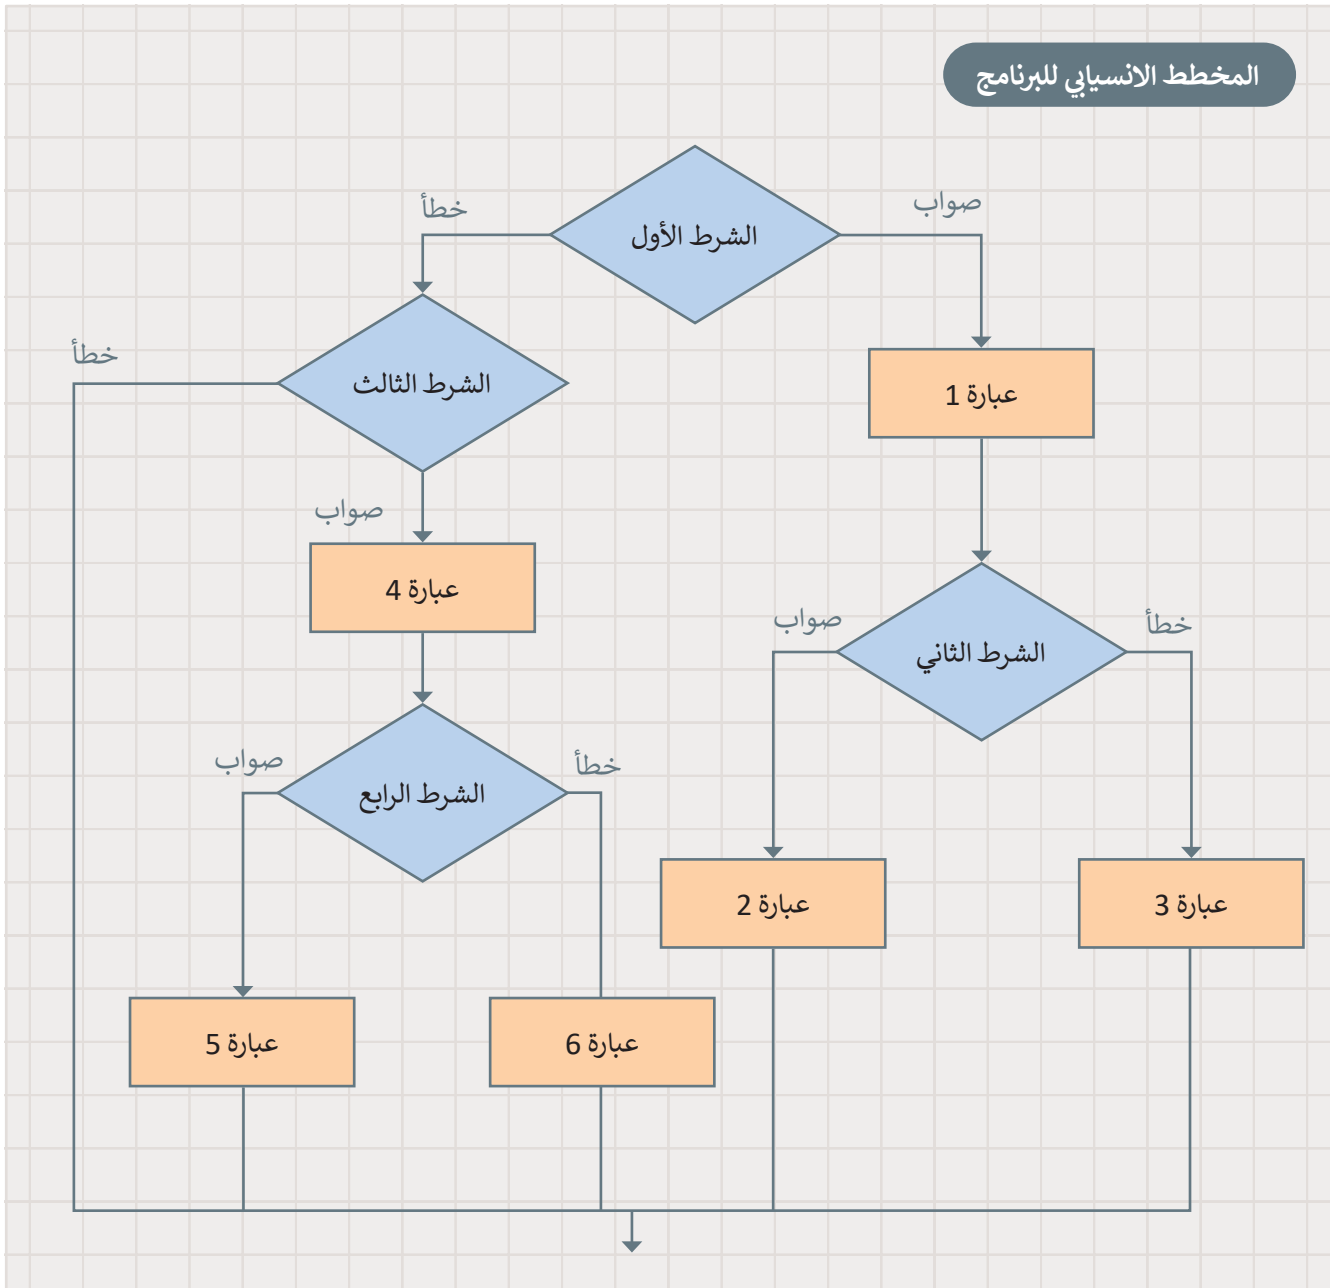 المخطط الانسيابي للبرنامج
الشرط الأول
صواب
خطأ
عبارة 1
الشرط الثالث
خطأ
صواب
عبارة 4
الشرط الثاني
خطأ
صواب
الشرط الرابع
خطأ
صواب
عبارة 3
عبارة 2
عبارة 6
عبارة 5